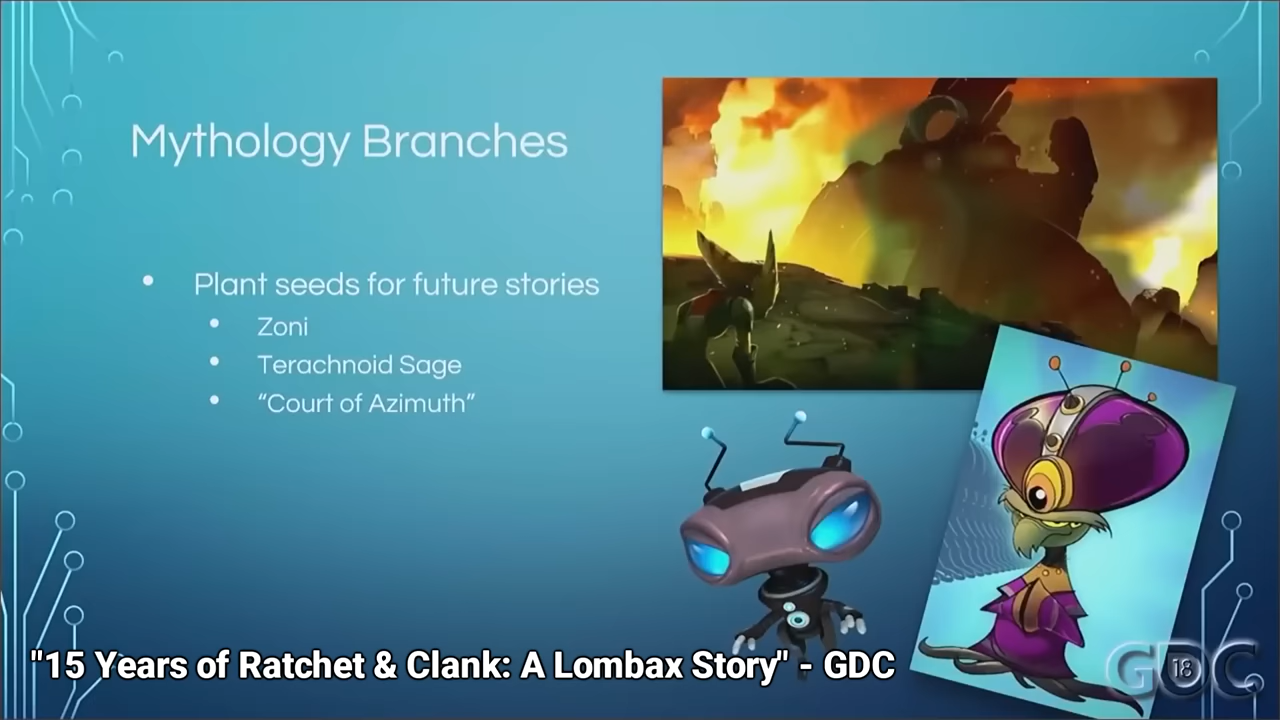 Mythology Branches
• Plant seeds for future stories
• Zoni
• Terachnoid Sage
• “Court of Azimuth”
"15 Years of Ratchet & Clank: A Lombax Story" - GDC
GDC 18